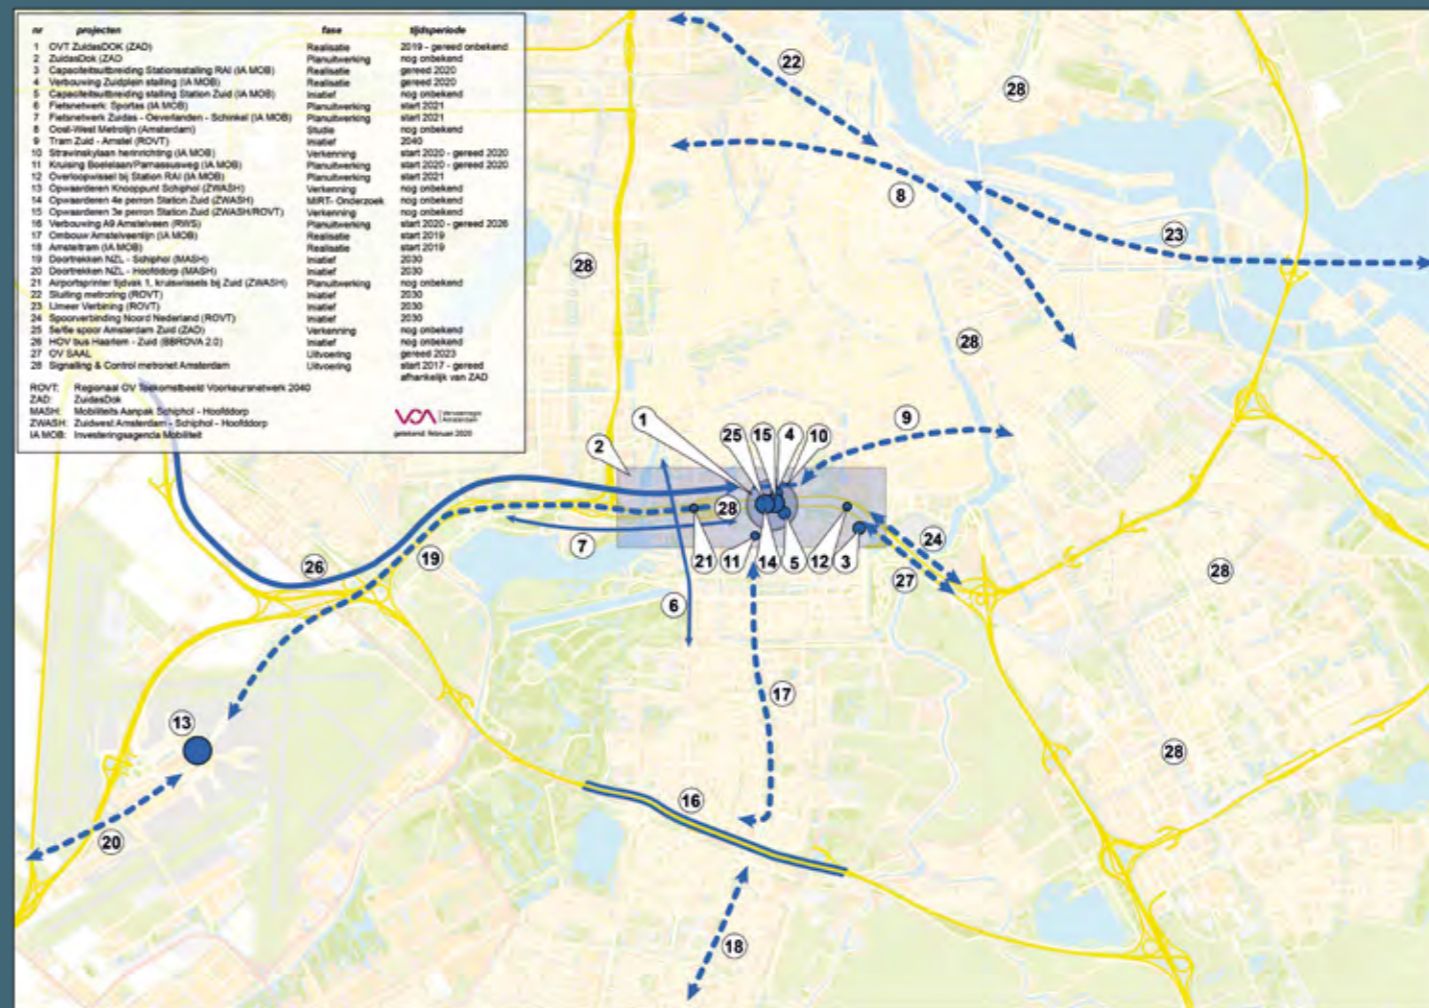 nr projecten fase tijdsperiode
1 OVT ZuidasDOK (ZAD) Realisatie 2019 - gereed onbekend
2 ZuidasDok (ZAD Planuitwerking nog onbekend
3 Capaciteitsuitbreiding Stationsstalling RAI (IA MOB) Realisatie gereed 2020
4 Verbouwing Zuidplein stalling (IA MOB) Realisatie gereed 2020
5 Capaciteitsuitbreiding stalling Station Zuid (IA MOB) Iniatief nog onbekend
6 Fietsnetwerk: Sportas (IA MOB) Planuitwerking start 2021
7 Fietsnetwerk Zuidas - Oeverlanden - Schinkel (IA MOB) Planuitwerking start 2021
8 Oost-West Metrolijn (Amsterdam) Studie nog onbekend
9 Tram Zuid - Amstel (ROVT) Iniatief 2040
10 Strawinskylaan herinrichting (IA MOB) Verkenning start 2020 - gereed 2020
11 Kruising Boelelaan/Parnassusweg (IA MOB) Planuitwerking start 2020 - gereed 2020
12 Overloopwissel bij Station RAI (IA MOB) Planuitwerking start 2021
13 Opwaarderen Knooppunt Schiphol (ZWASH) Verkenning nog onbekend
14 Opwaarderen 4e perron Station Zuid (ZWASH) MIRT- Onderzoek nog onbekend
15 Opwaarderen 3e perron Station Zuid (ZWASH/ROVT) Verkenning nog onbekend
16 Verbouwing A9 Amstelveen (RWS) Planuitwerking start 2020 - gereed 2026
17 Ombouw Amstelveenlijn (IA MOB) Realisatie start 2019
18 Amsteltram (IA MOB) Realisatie start 2019
19 Doortrekken NZL - Schiphol (MASH) Iniatief 2030
20 Doortrekken NZL - Hoofddorp (MASH) Iniatief 2030
21 Airportsprinter tijdvak 1, kruiswissels bij Zuid (ZWASH) Planuitwerking nog onbekend
22 Sluiting metroring (ROVT) Iniatief 2030
23 IJmeer Verbining (ROVT) Iniatief 2030
24 Spoorverbinding Noord Nederland (ROVT) Iniatief 2030
25 5e/6e spoor Amsterdam Zuid (ZAD) Verkenning nog onbekend
26 HOV bus Haarlem - Zuid (BBROVA 2.0) Iniatief nog onbekend
27 OV SAAL Uitvoering gereed 2023
28 Signalling & Control metronet Amsterdam Uitvoering start 2017 - gereed
afhankelijk van ZAD
ROVT: Regionaal OV Toekomstbeeld Voorkeursnetwerk 2040
ZAD: ZuidasDok
MASH: Mobiliteits Aanpak Schiphol - Hoofddorp
ZWASH: Zuidwest Amsterdam - Schiphol - Hoofddorp
IA MOB: Investeringsagenda Mobiliteit
Vervoerregio
Amsterdam
getekend: februari 2020
22
28
8
23
28
28
1
2
25 15 4 10
9
28
21 11 14 5 12 3
24
27
7
19
26
6
28
17
13
28
16
20
18